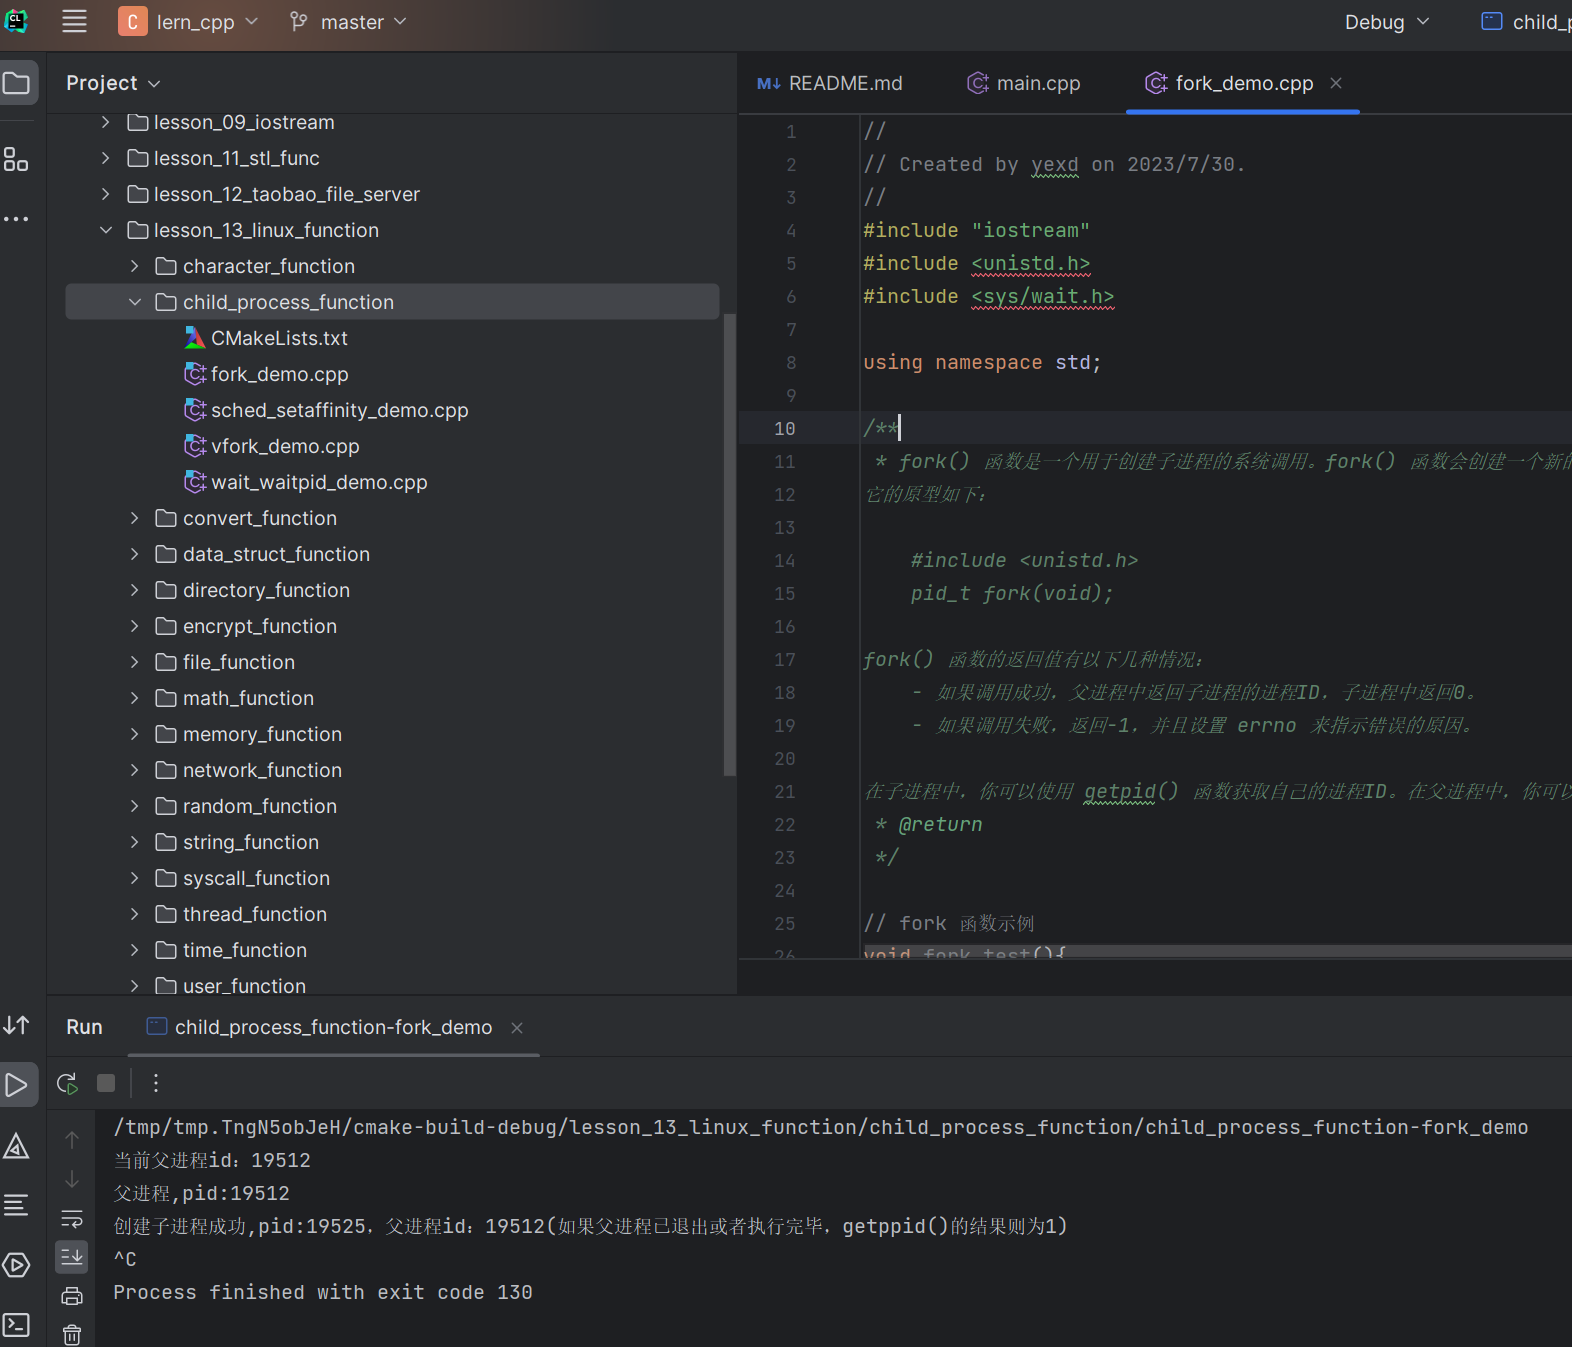 CL
C lern_cpp master Debug child_p
Project
README.md main.cpp fork_demo.cpp
lesson_09_iostream
lesson_11_stl_func
lesson_12_taobao_file_server
lesson_13_linux_function
character_function
child_process_function
CMakeLists.txt
fork_demo.cpp
sched_setaffinity_demo.cpp
vfork_demo.cpp
wait_waitpid_demo.cpp
convert_function
data_struct_function
directory_function
encrypt_function
file_function
math_function
memory_function
network_function
random_function
string_function
syscall_function
thread_function
time_function
user_function
1 //
2 // Created by yexd on 2023/7/30.
3 //
4 #include "iostream"
5 #include <unistd.h>
6 #include <sys/wait.h>
7
8 using namespace std;
9
10 /**
11 * fork() 函数是一个用于创建子进程的系统调用。fork() 函数会创建一个新的
12 它的原型如下：
13
14 #include <unistd.h>
15 pid_t fork(void);
16
17 fork() 函数的返回值有以下几种情况：
18 - 如果调用成功，父进程中返回子进程的进程ID，子进程中返回0。
19 - 如果调用失败，返回-1，并且设置 errno 来指示错误的原因。
20
21 在子进程中，你可以使用 getpid() 函数获取自己的进程ID。在父进程中，你可以
22 * @return
23 */
24
25 // fork 函数示例
26 void fork_test(){
Run child_process_function-fork_demo
/tmp/tmp.TngN5obJeH/cmake-build-debug/lesson_13_linux_function/child_process_function/child_process_function-fork_demo
当前父进程id：19512
父进程,pid:19512
创建子进程成功,pid:19525，父进程id：19512(如果父进程已退出或者执行完毕，getppid()的结果则为1)
^C
Process finished with exit code 130